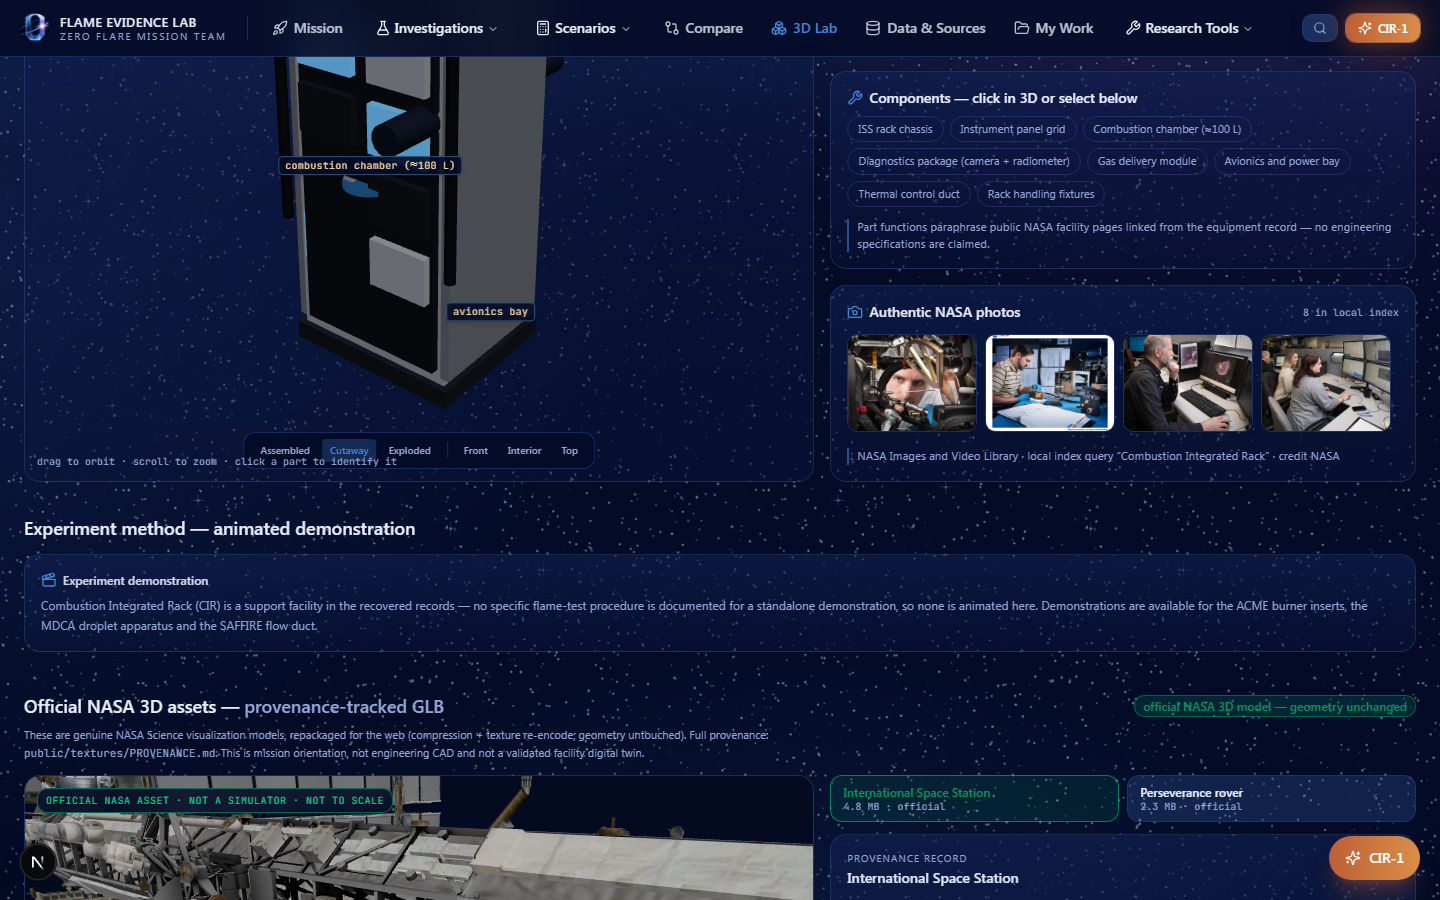 FLAME EVIDENCE LAB
ZERO FLARE MISSION TEAM
Mission
Investigations
Scenarios
Compare
3D Lab
Data & Sources
My Work
Research Tools
CIR-1
combustion chamber (≈100 L)
avionics bay
Assembled
Cutaway
Exploded
Front
Interior
Top
drag to orbit · scroll to zoom · click a part to identify it
Components — click in 3D or select below
ISS rack chassis
Instrument panel grid
Combustion chamber (≈100 L)
Diagnostics package (camera + radiometer)
Gas delivery module
Avionics and power bay
Thermal control duct
Rack handling fixtures
Part functions paraphrase public NASA facility pages linked from the equipment record — no engineering
specifications are claimed.
Authentic NASA photos
8 in local index
NASA Images and Video Library · local index query “Combustion Integrated Rack” · credit NASA
Experiment method — animated demonstration
Experiment demonstration
Combustion Integrated Rack (CIR) is a support facility in the recovered records — no specific flame-test procedure is documented for a standalone demonstration, so none is animated here. Demonstrations are available for the ACME burner inserts, the
MDCA droplet apparatus and the SAFFIRE flow duct.
Official NASA 3D assets — provenance-tracked GLB
official NASA 3D model — geometry unchanged
These are genuine NASA Science visualization models, repackaged for the web (compression + texture re-encode; geometry untouched). Full provenance:
public/textures/PROVENANCE.md. This is mission orientation, not engineering CAD and not a validated facility digital twin.
OFFICIAL NASA ASSET · NOT A SIMULATOR · NOT TO SCALE
International Space Station
4.8 MB · official
Perseverance rover
2.3 MB · official
PROVENANCE RECORD
International Space Station
CIR-1
N